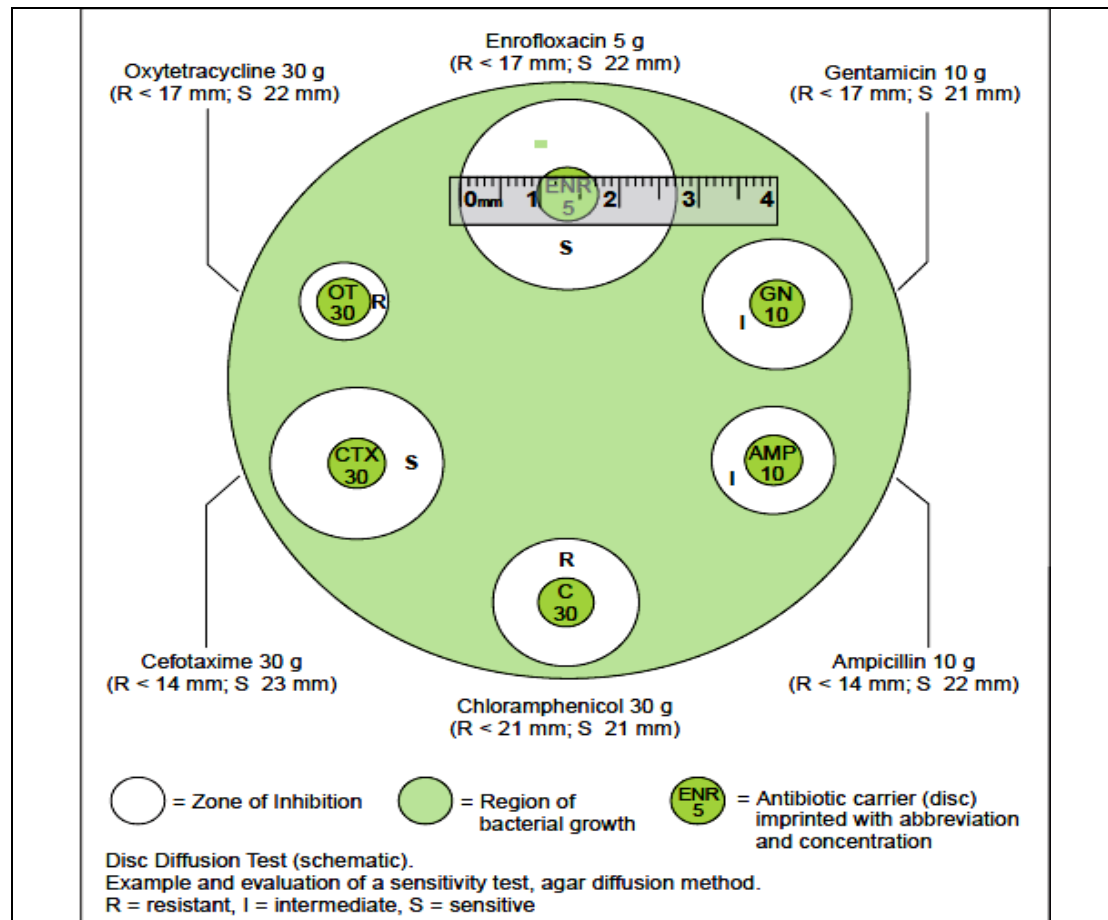 Enrofloxacin 5 g
(R < 17 mm; S  22 mm)
Oxytetracycline 30 g
(R < 17 mm; S  22 mm)
Gentamicin 10 g
(R < 17 mm; S  21 mm)
0mm 1 2 3 4
ENR
5
S
OT
30
R
GN
10
I
CTX
30
S
AMP
10
I
R
C
30
Cefotaxime 30 g
(R < 14 mm; S  23 mm)
Ampicillin 10 g
(R < 14 mm; S  22 mm)
Chloramphenicol 30 g
(R < 21 mm; S  21 mm)
= Zone of Inhibition
= Region of
bacterial growth
ENR
5
= Antibiotic carrier (disc)
imprinted with abbreviation
and concentration
Disc Diffusion Test (schematic).
Example and evaluation of a sensitivity test, agar diffusion method.
R = resistant, I = intermediate, S = sensitive